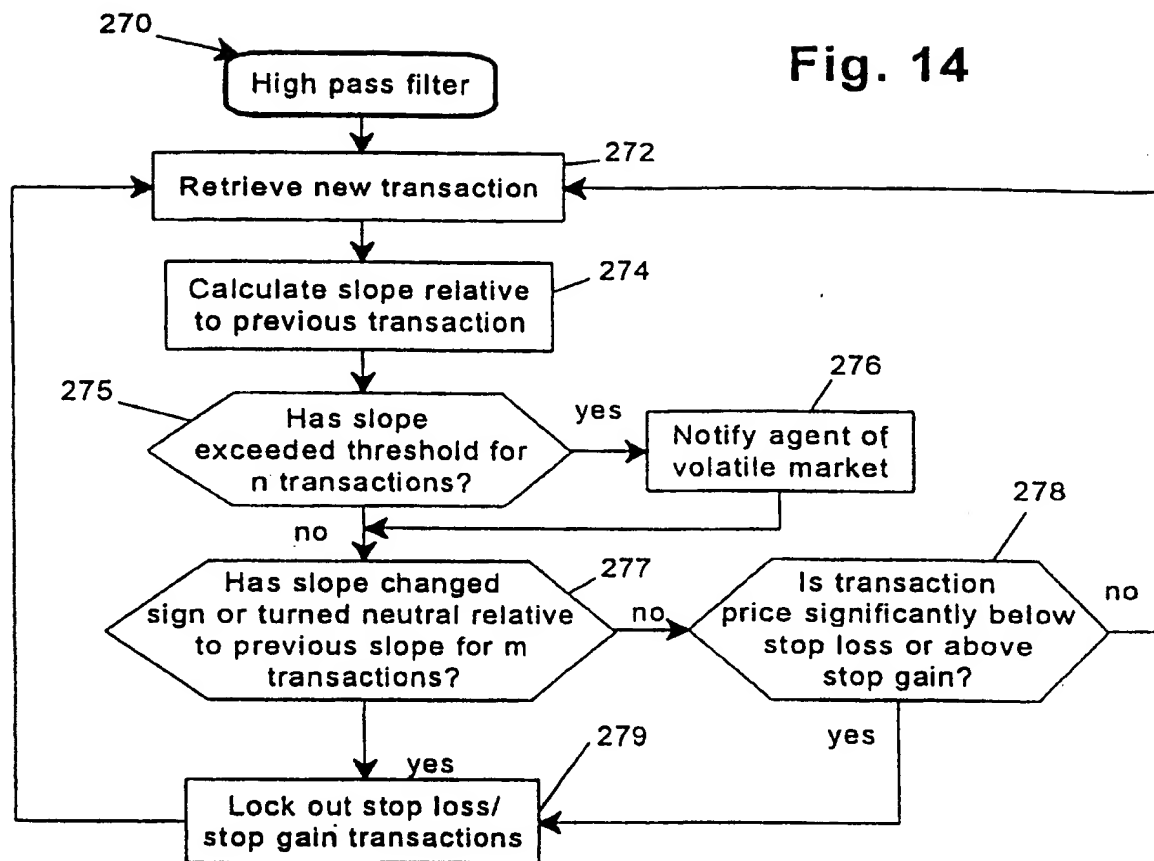 270
Fig. 14
High pass filter
272
Retrieve new transaction
274
Calculate slope relative
to previous transaction
275
276
Has slope
exceeded threshold for
n transactions?
yes
Notify agent of
volatile market
no
277
278
Has slope changed
sign or turned neutral relative
to previous slope for m
transactions?
no
Is transaction
price significantly below
stop loss or above
stop gain?
no
yes
yes
279
Lock out stop loss/
stop gain transactions